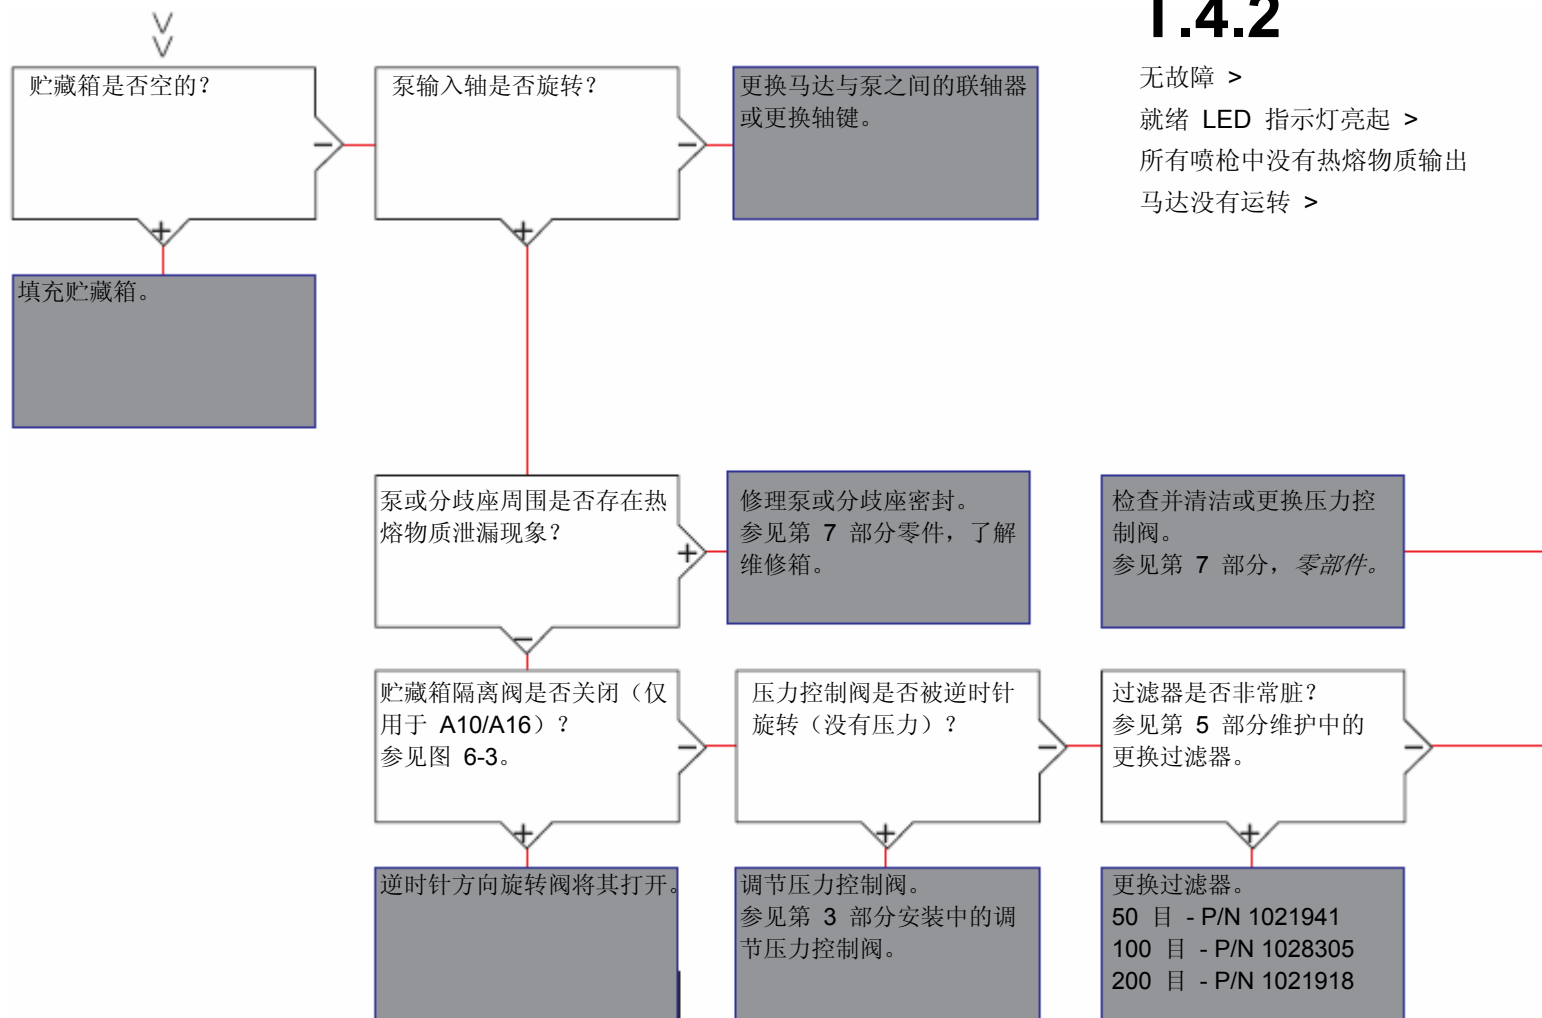 T.4.2
无故障 >
就绪 LED 指示灯亮起 >
所有喷枪中没有热熔物质输出
马达没有运转 >
贮藏箱是否空的？
泵输入轴是否旋转？
更换马达与泵之间的联轴器
或更换轴键。
填充贮藏箱。
泵或分歧座周围是否存在热
熔物质泄漏现象？
修理泵或分歧座密封。
参见第 7 部分零件，了解
维修箱。
检查并清洁或更换压力控
制阀。
参见第 7 部分，零部件。
贮藏箱隔离阀是否关闭（仅
用于 A10/A16）？
参见图 6-3。
压力控制阀是否被逆时针
旋转（没有压力）？
过滤器是否非常脏？
参见第 5 部分维护中的
更换过滤器。
逆时针方向旋转阀将其打开。
调节压力控制阀。
参见第 3 部分安装中的调
节压力控制阀。
更换过滤器。
50 目 - P/N 1021941
100 目 - P/N 1028305
200 目 - P/N 1021918